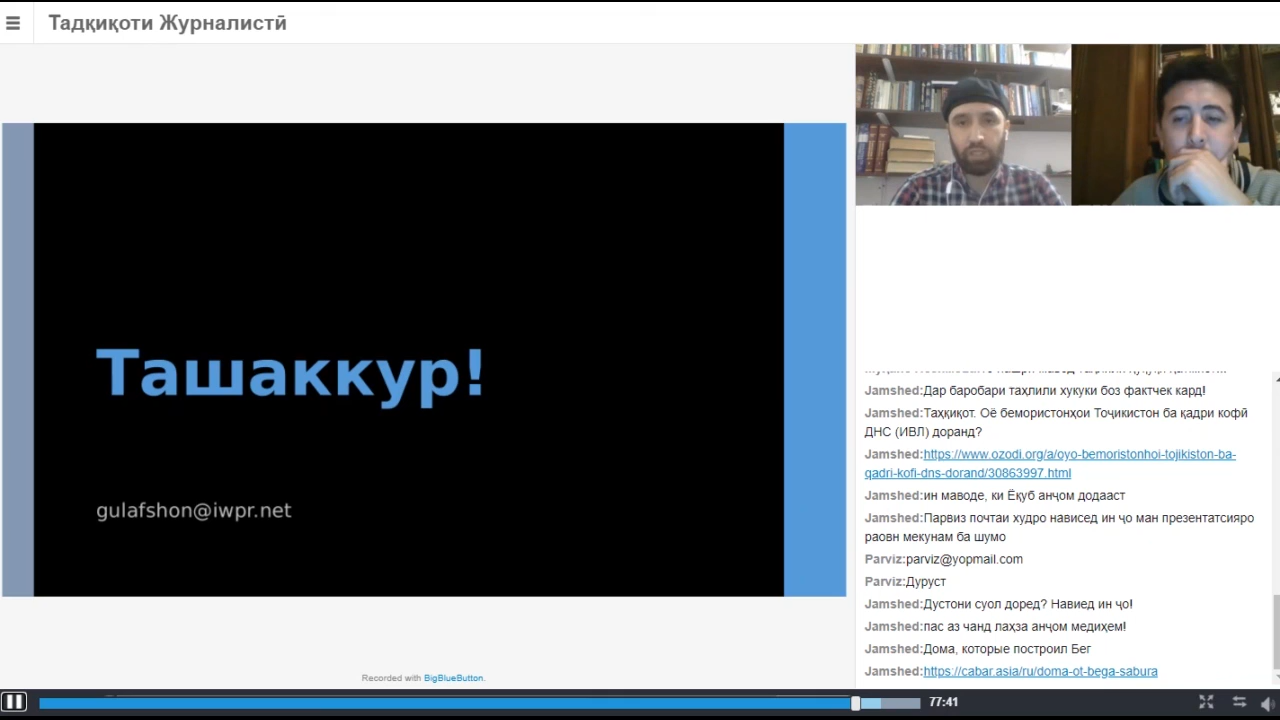 Тадқиқоти Журналистӣ
Ташаккур!
gulafshon@iwpr.net
Jamshed:Дар баробари таҳлили хукуки боз фактчек кард!
Jamshed:Таҳқиқот. Оё бемористонҳои Тоҷикистон ба қадри кофӣ
ДНС (ИВЛ) доранд?
Jamshed:https://www.ozodi.org/a/oyo-bemoristonhoi-tojikiston-ba-
qadri-kofi-dns-dorand/30863997.html
Jamshed:ин маводе, ки Ёқуб анҷом додааст
Jamshed:Парвиз почтаи худро нависед ин ҷо ман презентатсияро
раовн мекунам ба шумо
Parviz:parviz@yopmail.com
Parviz:Дуруст
Jamshed:Дустони суол доред? Навиед ин ҷо!
Jamshed:пас аз чанд лаҳза анҷом медиҳем!
Jamshed:Дома, которые построил Бег
Jamshed:https://cabar.asia/ru/doma-ot-bega-sabura
Recorded with BigBlueButton.
77:41